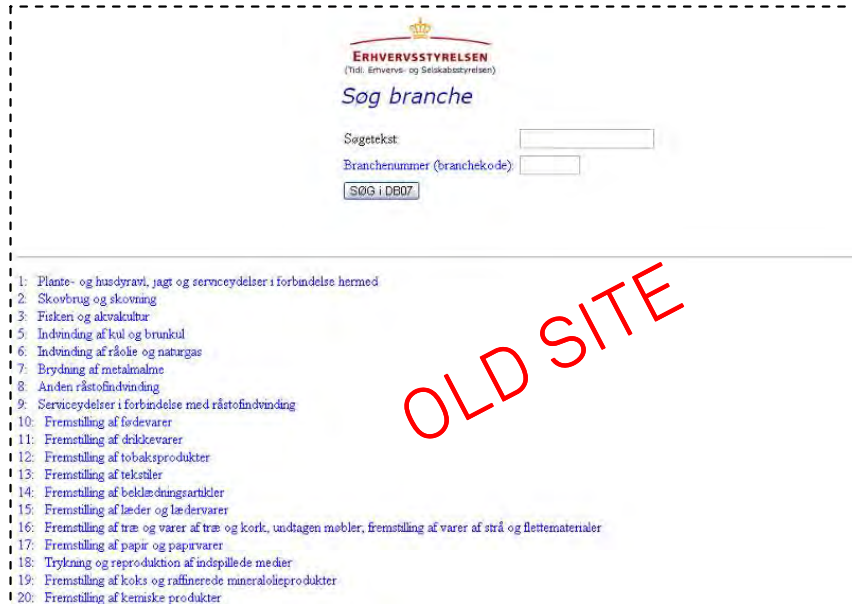 ERHVERVSSTYRELSEN
(Tidl. Erhvervs- og Selskabsstyrelsen)
Søg branche
Søgetekst:
Branchenummer (branchekode):
SØG i DB07
1: Plante- og husdyravl, jagt og serviceydelser i forbindelse hermed
2: Skovbrug og skovning
3: Fiskeri og akvakultur
5: Indvinding af kul og brunkul
6: Indvinding af råolie og naturgas
7: Brydning af metalmalme
8: Anden råstofindvinding
9: Serviceydelser i forbindelse med råstofindvinding
OLD SITE
10: Fremstilling af fødevarer
11: Fremstilling af drikkevarer
12: Fremstilling af tobaksprodukter
13: Fremstilling af tekstiler
14: Fremstilling af beklædningsartikler
15: Fremstilling af læder og lædervarer
16: Fremstilling af træ og varer af træ og kork, undtagen møbler, fremstilling af varer af strå og flettematerialer
17: Fremstilling af papir og papirvarer
18: Trykning og reproduktion af indspillede medier
19: Fremstilling af koks og raffinerede mineralolieprodukter
20: Fremstilling af kemiske produkter